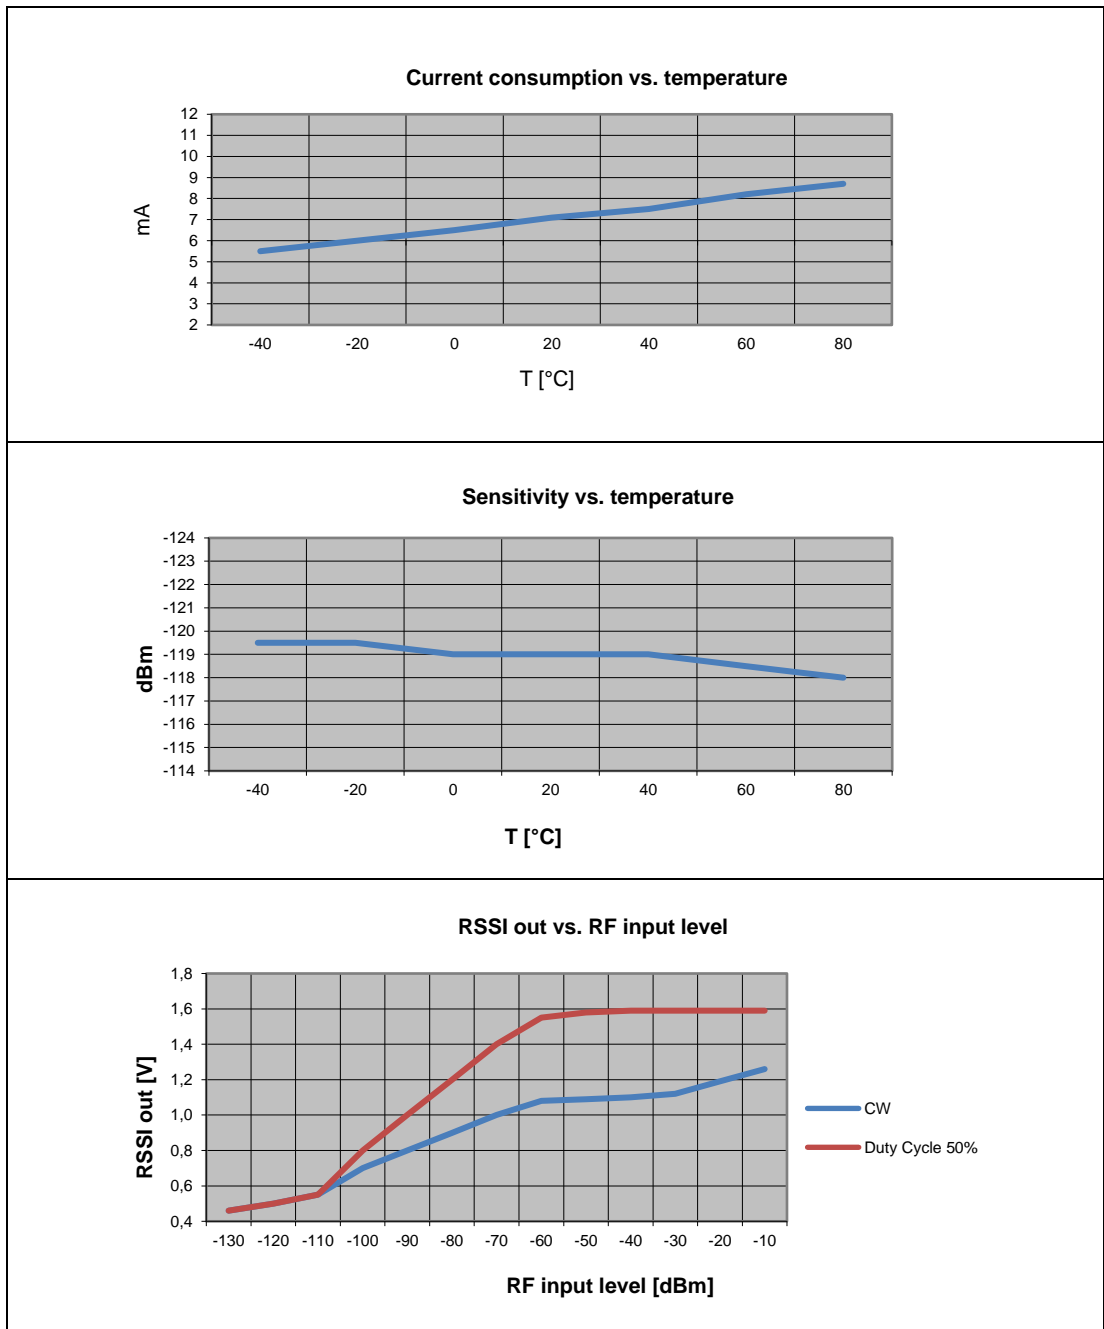 Current consumption vs. temperature
12
11
10
9
8
7
6
5
4
3
2
mA
-40 -20 0 20 40 60 80
T [°C]
Sensitivity vs. temperature
-124
-123
-122
-121
-120
-119
-118
-117
-116
-115
-114
dBm
-40 -20 0 20 40 60 80
T [°C]
RSSI out vs. RF input level
1,8
1,6
1,4
1,2
1,0
0,8
0,6
0,4
RSSI out [V]
-130 -120 -110 -100 -90 -80 -70 -60 -50 -40 -30 -20 -10
RF input level [dBm]
CW
Duty Cycle 50%